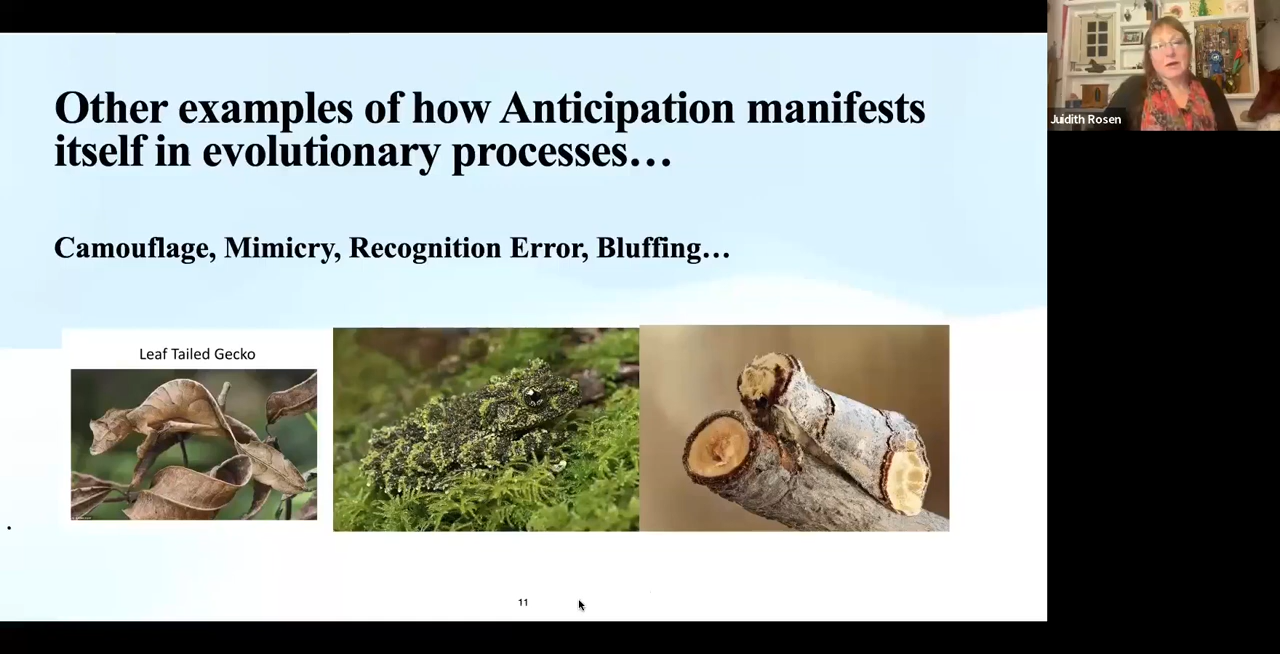 Other examples of how Anticipation manifests
itself in evolutionary processes…
Camouflage, Mimicry, Recognition Error, Bluffing…
Leaf Tailed Gecko
11
Juidith Rosen